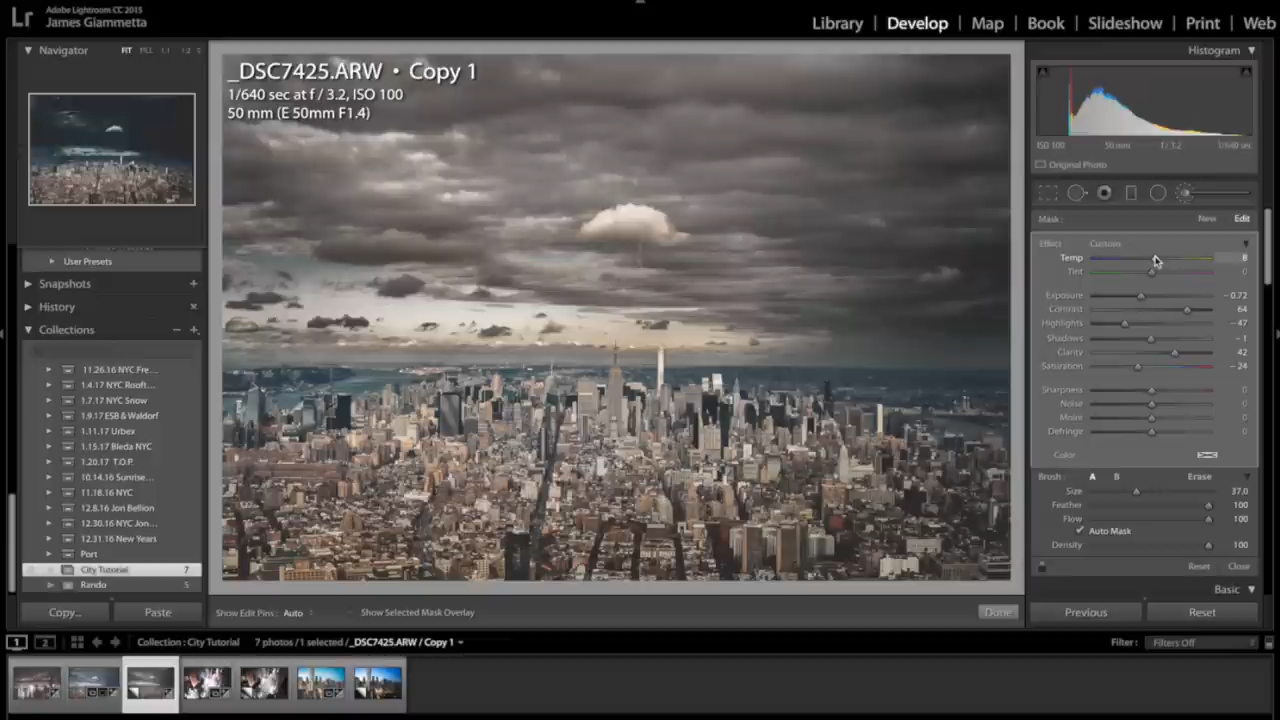 Lr Adobe Lightroom CC 2015
James Giammetta
Library | Develop | Map | Book | Slideshow | Print | Web
Navigator FIT FILL 1:1
User Presets
Snapshots
History
Collections
11.26.16 NYC Fre...
1.4.17 NYC Rooft...
1.7.17 NYC Snow
1.9.17 ESB & Waldorf
1.11.17 Urbex
1.15.17 Bleda NYC
1.20.17 T.O.P.
10.14.16 Sunrise...
11.18.16 NYC
12.8.16 Jon Bellion
12.30.16 NYC Jon...
12.31.16 New Years
Port
City Tutorial 7
Rando 5
Copy... Paste
_DSC7425.ARW • Copy 1
1/640 sec at f / 3.2, ISO 100
50 mm (E 50mm F1.4)
Show Edit Pins: Auto Show Selected Mask Overlay Done
Histogram
ISO 100 50 mm f / 3.2 1/640 sec
Original Photo
Mask: New Edit
Effect: Custom
Temp 8
Tint 0
Exposure - 0.72
Contrast 64
Highlights - 47
Shadows - 1
Clarity 42
Saturation - 24
Sharpness 0
Noise 0
Moire 0
Defringe 0
Color
Brush: A B Erase
Size 37.0
Feather 100
Flow 100
Auto Mask
Density 100
Reset Close
Basic
Previous Reset
1 2 Collection : City Tutorial 7 photos / 1 selected / _DSC7425.ARW / Copy 1 Filter : Filters Off